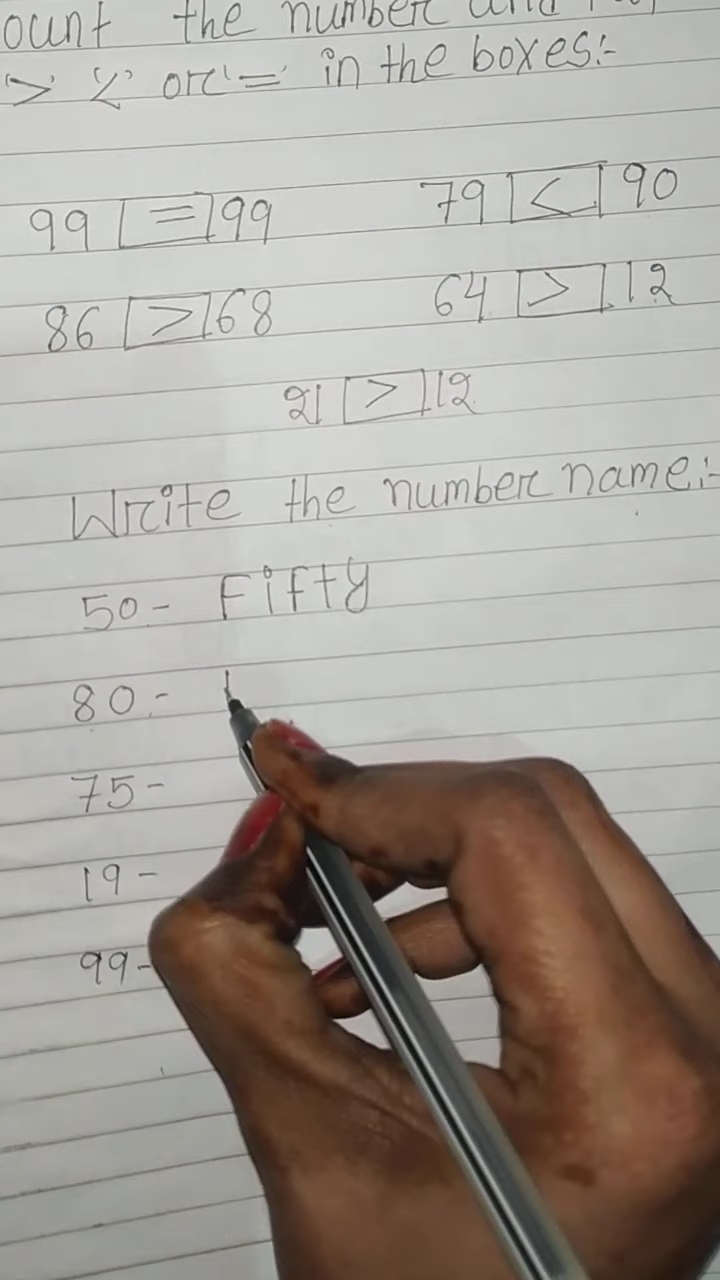 ount the number and
'>' '<' or '=' in the boxes:-
99 = 99 79 < 90
86 > 68 64 > 12
21 > 12
Write the number name:-
50- Fifty
80-
75-
19-
99-